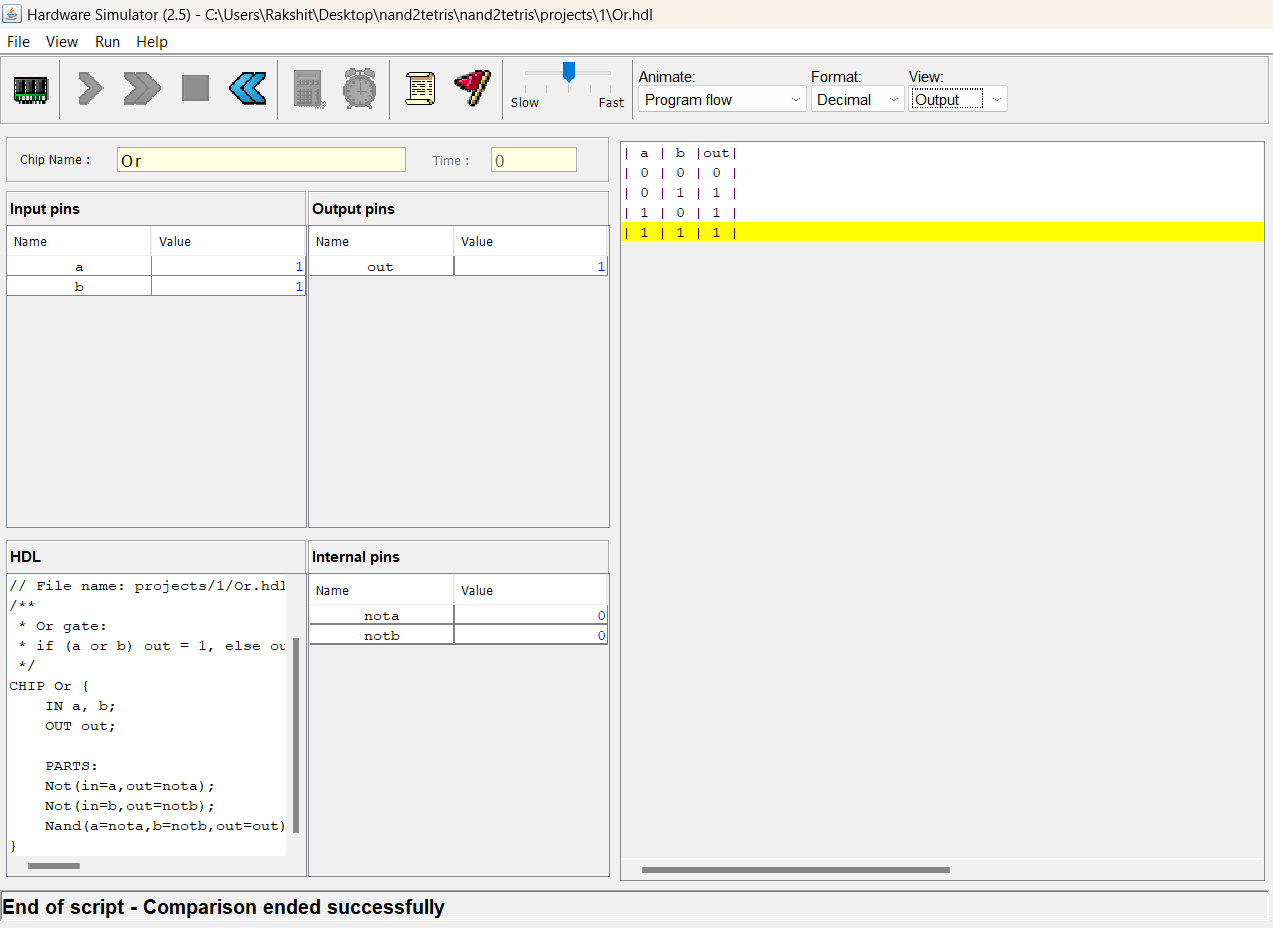 Hardware Simulator (2.5) - C:\Users\Rakshit\Desktop\nand2tetris\nand2tetris\projects\1\Or.hdl
File View Run Help
Slow Fast
Animate: Format: View:
Program flow Decimal Output
Chip Name : Or Time : 0
Input pins
Name Value
a 1
b 1
Output pins
Name Value
out 1
HDL
// File name: projects/1/Or.hdl
/**
 * Or gate:
 * if (a or b) out = 1, else ou
 */
CHIP Or {
    IN a, b;
    OUT out;
    PARTS:
    Not(in=a,out=nota);
    Not(in=b,out=notb);
    Nand(a=nota,b=notb,out=out)
}
Internal pins
Name Value
nota 0
notb 0
| a | b |out|
| 0 | 0 | 0 |
| 0 | 1 | 1 |
| 1 | 0 | 1 |
| 1 | 1 | 1 |
End of script - Comparison ended successfully